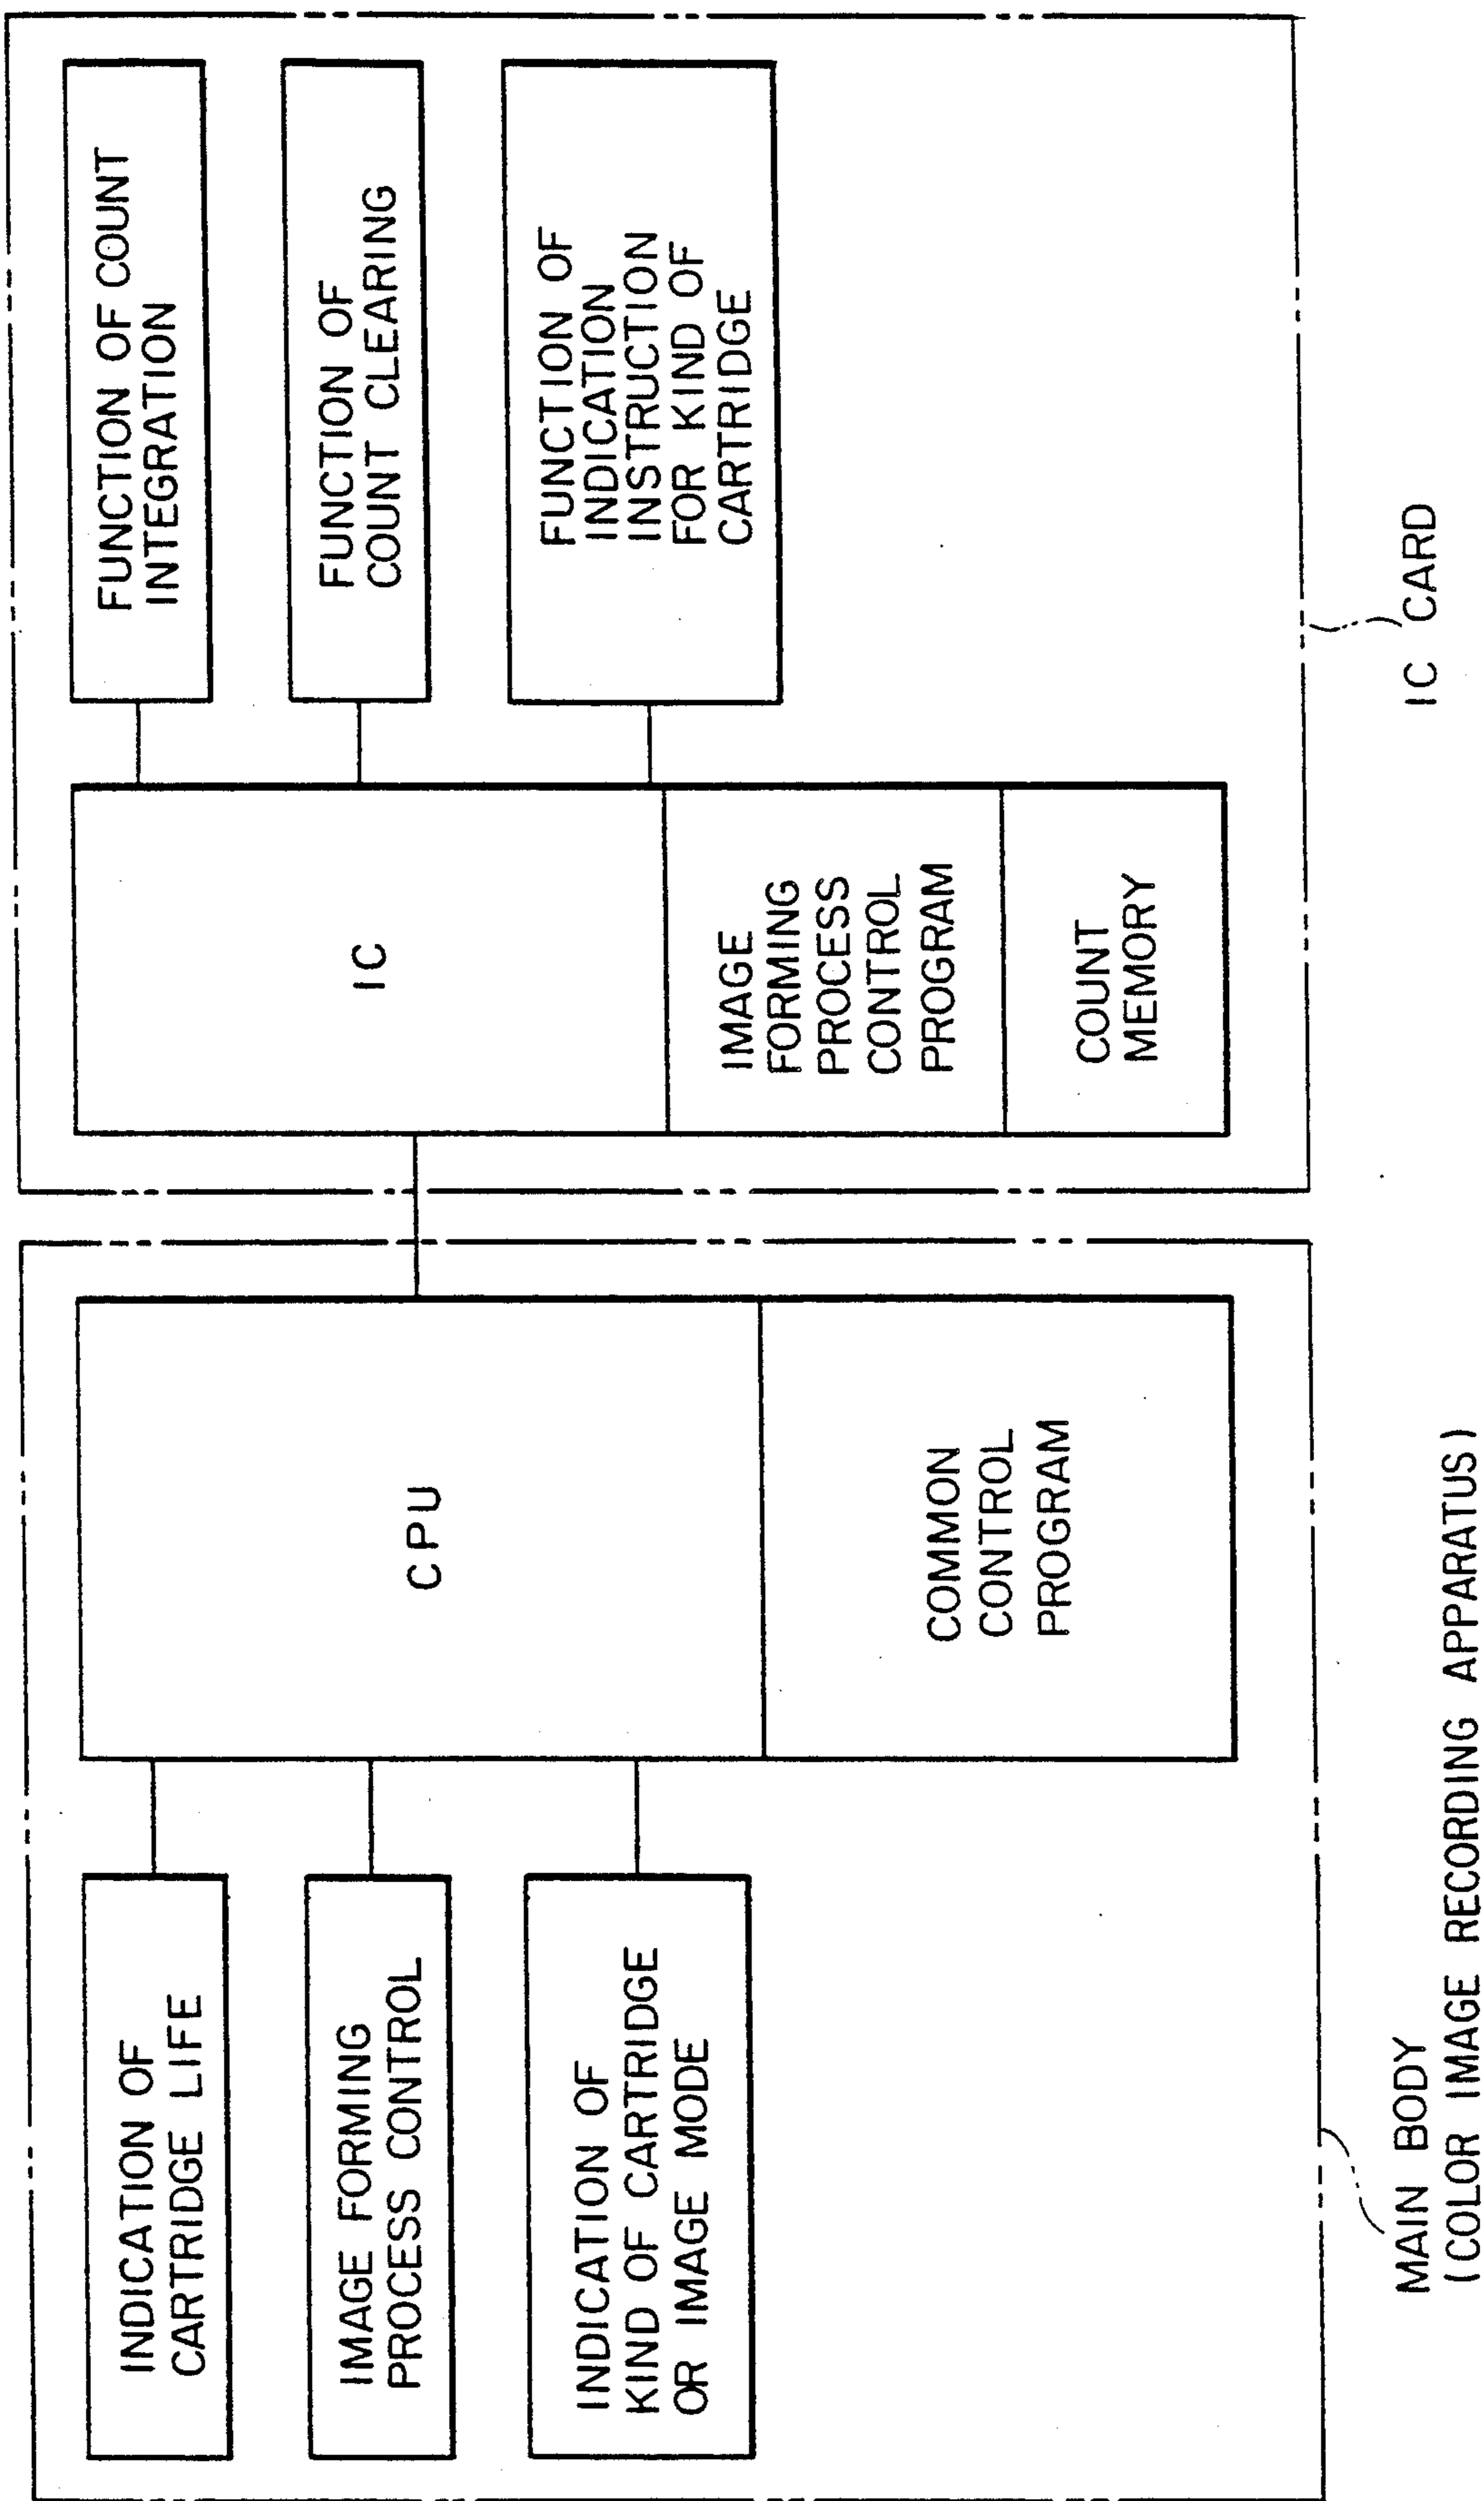 INDICATION OF
CARTRIDGE LIFE
IMAGE FORMING
PROCESS CONTROL
INDICATION OF
KIND OF CARTRIDGE
OR IMAGE MODE
CPU
COMMON
CONTROL
PROGRAM
MAIN BODY
(COLOR IMAGE RECORDING APPARATUS)
IC
IMAGE
FORMING
PROCESS
CONTROL
PROGRAM
COUNT
MEMORY
FUNCTION OF COUNT
INTEGRATION
FUNCTION OF
COUNT CLEARING
FUNCTION OF
INDICATION
INSTRUCTION
FOR KIND OF
CARTRIDGE
IC CARD